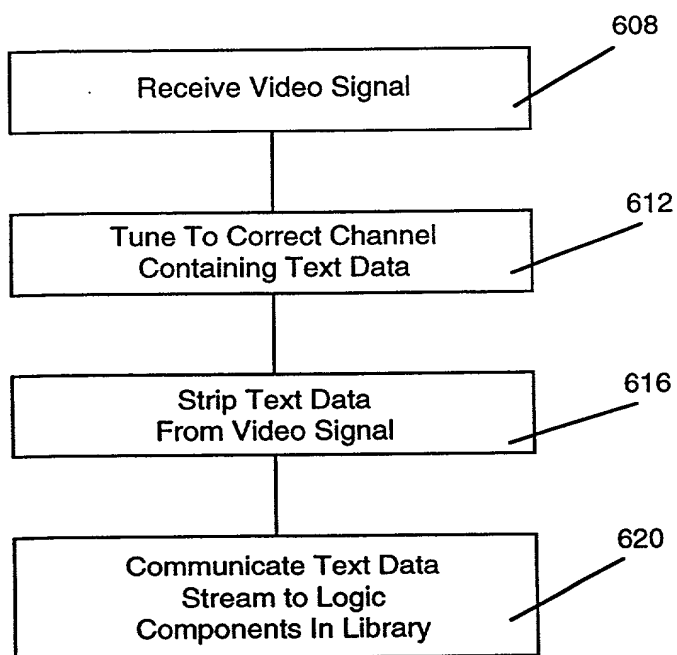 608
Receive Video Signal
612
Tune To Correct Channel
Containing Text Data
616
Strip Text Data
From Video Signal
620
Communicate Text Data
Stream to Logic
Components In Library